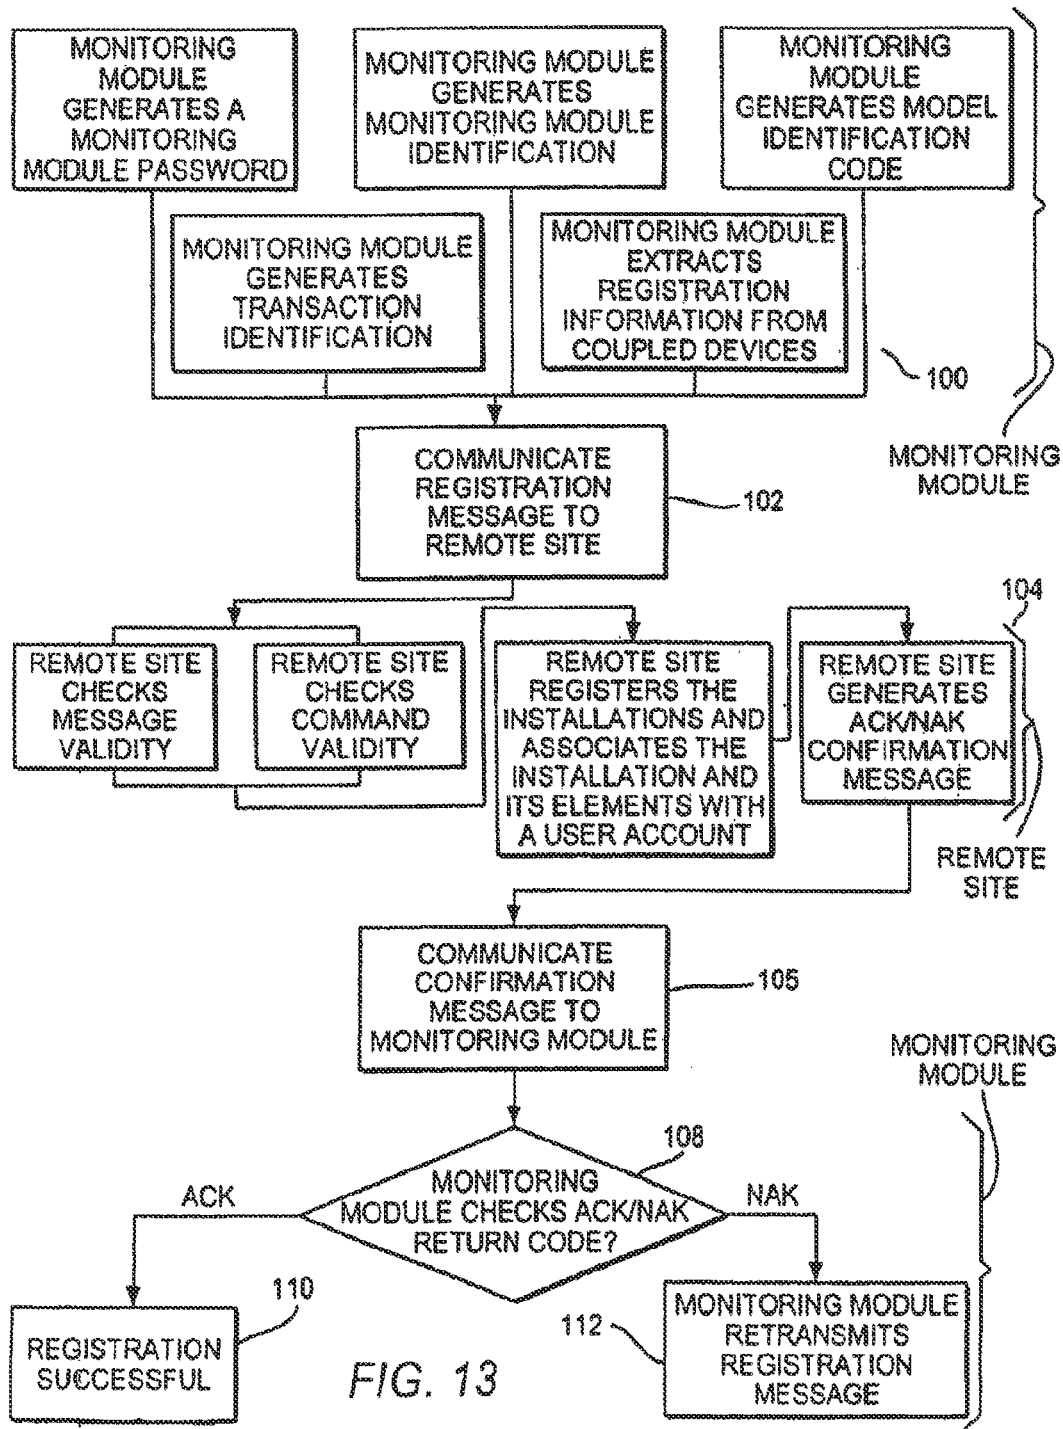 MONITORING
MODULE
GENERATES A
MONITORING
MODULE PASSWORD
MONITORING MODULE
GENERATES
MONITORING MODULE
IDENTIFICATION
MONITORING
MODULE
GENERATES MODEL
IDENTIFICATION
CODE
MONITORING MODULE
GENERATES
TRANSACTION
IDENTIFICATION
MONITORING MODULE
EXTRACTS
REGISTRATION
INFORMATION FROM
COUPLED DEVICES
100
MONITORING
MODULE
COMMUNICATE
REGISTRATION
MESSAGE TO
REMOTE SITE
102
104
REMOTE SITE
CHECKS
MESSAGE
VALIDITY
REMOTE SITE
CHECKS
COMMAND
VALIDITY
REMOTE SITE
REGISTERS THE
INSTALLATIONS AND
ASSOCIATES THE
INSTALLATION AND
ITS ELEMENTS WITH
A USER ACCOUNT
REMOTE SITE
GENERATES
ACK/NAK
CONFIRMATION
MESSAGE
REMOTE
SITE
COMMUNICATE
CONFIRMATION
MESSAGE TO
MONITORING MODULE
105
MONITORING
MODULE
108
MONITORING
MODULE CHECKS ACK/NAK
RETURN CODE?
ACK
NAK
110
REGISTRATION
SUCCESSFUL
112
MONITORING MODULE
RETRANSMITS
REGISTRATION
MESSAGE
FIG. 13